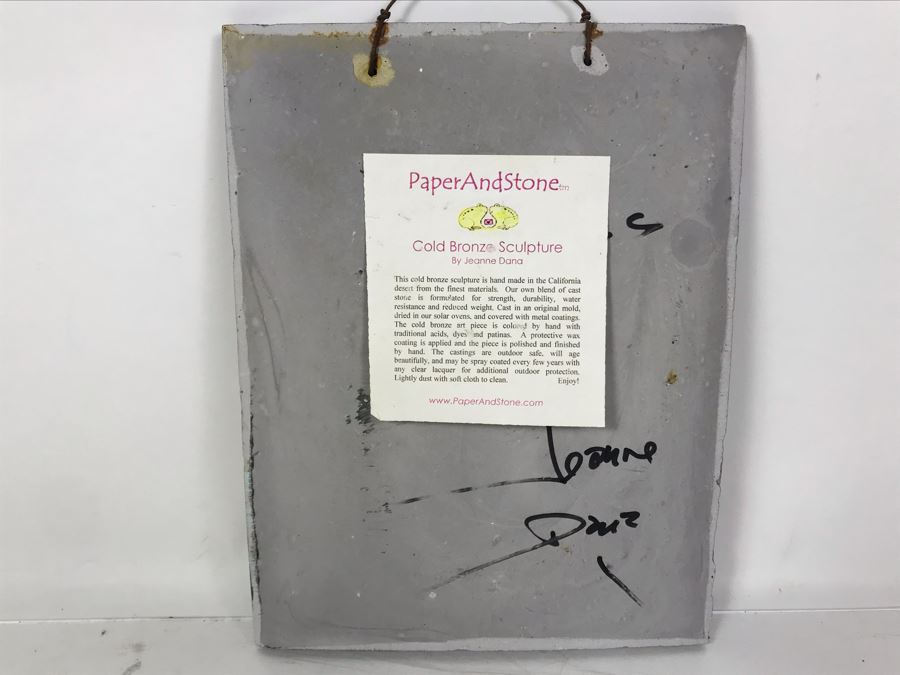 PaperAndStone tm
Cold Bronze Sculpture
By Jeanne Dana
This cold bronze sculpture is hand made in the California
desert from the finest materials. Our own blend of cast
stone is formulated for strength, durability, water
resistance and reduced weight. Cast in an original mold,
dried in our solar ovens, and covered with metal coatings.
The cold bronze art piece is colored by hand with
traditional acids, dyes and patinas. A protective wax
coating is applied and the piece is polished and finished
by hand. The castings are outdoor safe, will age
beautifully, and may be spray coated every few years with
any clear lacquer for additional outdoor protection.
Lightly dust with soft cloth to clean. Enjoy!
www.PaperAndStone.com
Jeanne
Dana